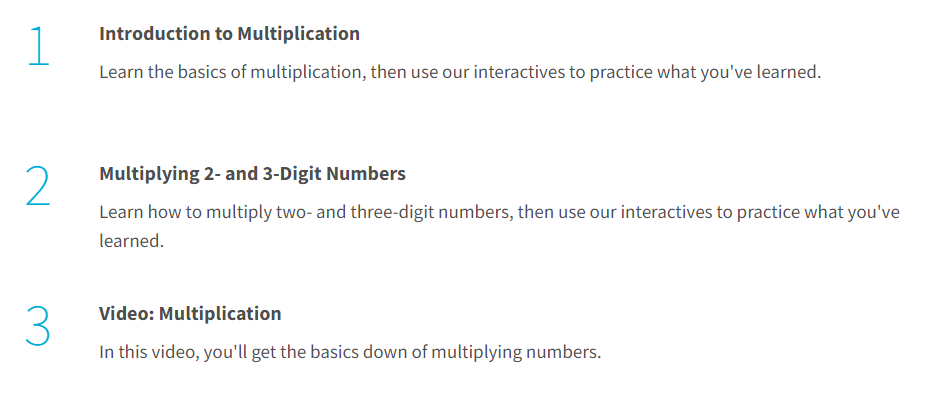 1
Introduction to Multiplication
Learn the basics of multiplication, then use our interactives to practice what you've learned.
2
Multiplying 2- and 3-Digit Numbers
Learn how to multiply two- and three-digit numbers, then use our interactives to practice what you've
learned.
3
Video: Multiplication
In this video, you'll get the basics down of multiplying numbers.